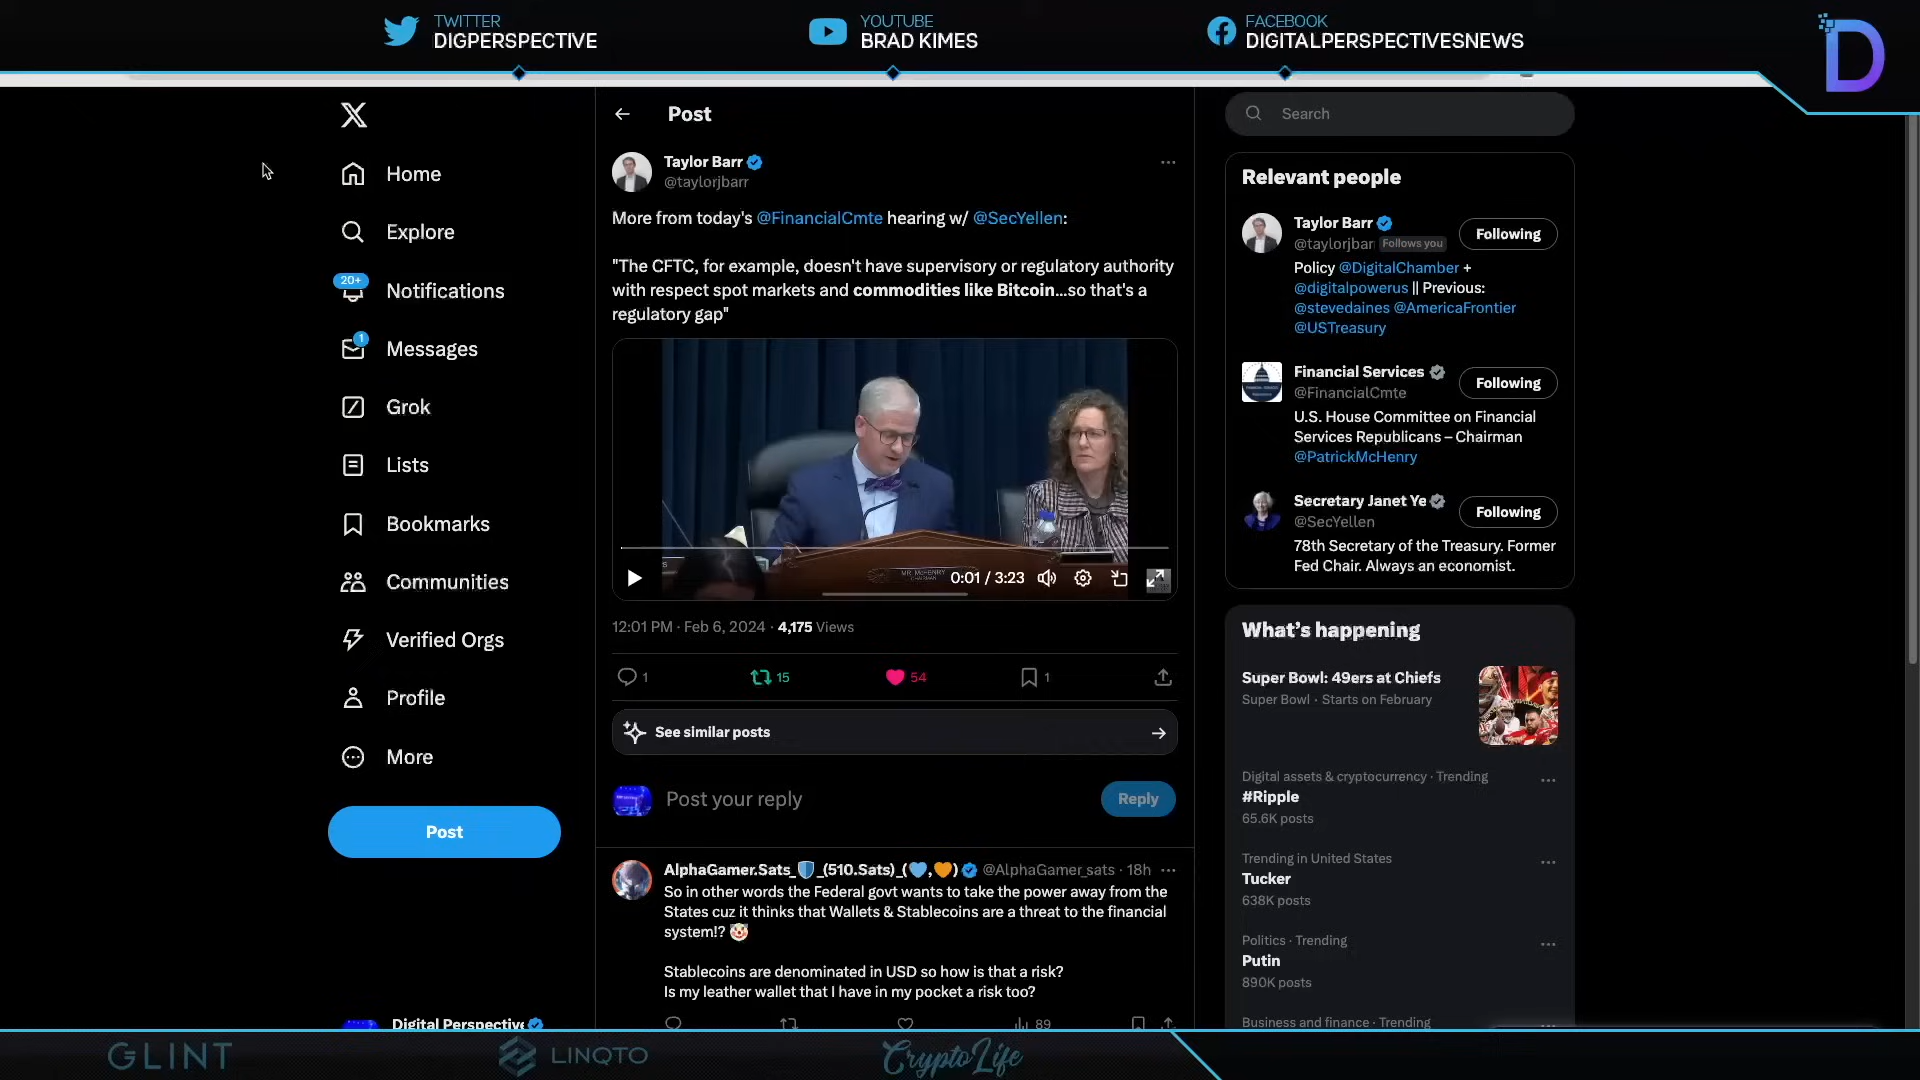 TWITTER
DIGPERSPECTIVE
YOUTUBE
BRAD KIMES
FACEBOOK
DIGITALPERSPECTIVESNEWS
Home
Explore
20+
Notifications
1
Messages
Grok
Lists
Bookmarks
Communities
Verified Orgs
Profile
More
Post
Digital Perspective
Post
Taylor Barr
@taylorjbarr
More from today's @FinancialCmte hearing w/ @SecYellen:
"The CFTC, for example, doesn't have supervisory or regulatory authority
with respect spot markets and commodities like Bitcoin...so that's a
regulatory gap"
MR. McHENRY
CHAIRMAN
0:01 / 3:23
12:01 PM · Feb 6, 2024 · 4,175 Views
1
15
54
1
See similar posts
Post your reply
Reply
AlphaGamer.Sats_🛡️_(510.Sats)_(🩵,🧡) @AlphaGamer_sats · 18h
So in other words the Federal govt wants to take the power away from the
States cuz it thinks that Wallets & Stablecoins are a threat to the financial
system!? 🤡
Stablecoins are denominated in USD so how is that a risk?
Is my leather wallet that I have in my pocket a risk too?
89
Search
Relevant people
Taylor Barr
@taylorjbar Follows you
Following
Policy @DigitalChamber +
@digitalpowerus || Previous:
@stevedaines @AmericaFrontier
@USTreasury
Financial Services
@FinancialCmte
Following
U.S. House Committee on Financial
Services Republicans – Chairman
@PatrickMcHenry
Secretary Janet Ye
@SecYellen
Following
78th Secretary of the Treasury. Former
Fed Chair. Always an economist.
What's happening
Super Bowl: 49ers at Chiefs
Super Bowl · Starts on February
Digital assets & cryptocurrency · Trending
#Ripple
65.6K posts
Trending in United States
Tucker
638K posts
Politics · Trending
Putin
890K posts
Business and finance · Trending
GLINT
LINQTO
CryptoLife